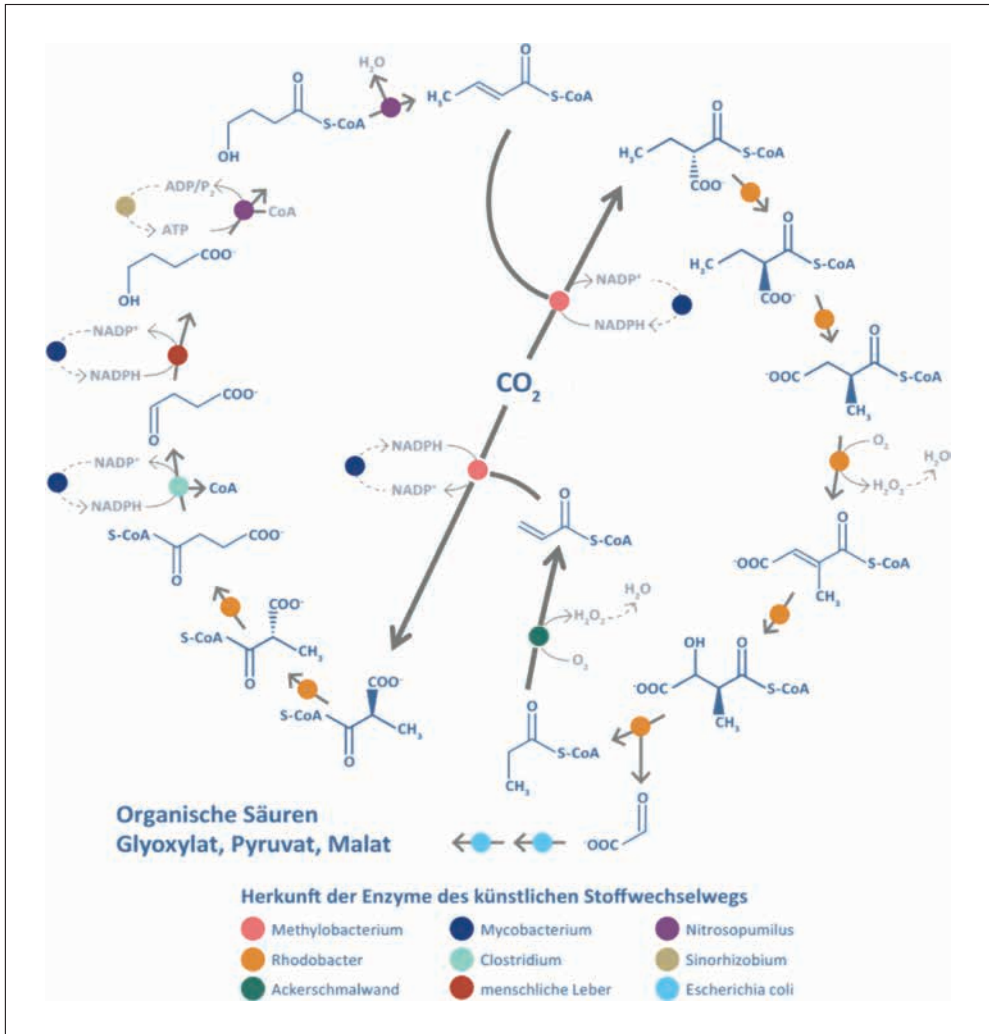 H₂O
O
H₃C
S-CoA
O
S-CoA
OH
O
H₃C
S-CoA
COO⁻
ADP/P₂
CoA
ATP
COO⁻
OH
O
H₃C
S-CoA
COO⁻
NADP⁺
NADPH
NADP⁺
NADPH
O
⁻OOC
S-CoA
CH₃
CO₂
COO⁻
O
NADPH
NADP⁺
O₂
H₂O₂
H₂O
NADP⁺
NADPH
CoA
O
S-CoA
S-CoA
COO⁻
O
O
⁻OOC
S-CoA
CH₃
H₂O₂
H₂O
O₂
COO⁻
S-CoA
CH₃
O
OH
O
⁻OOC
S-CoA
CH₃
COO⁻
S-CoA
CH₃
O
O
S-CoA
CH₃
O
⁻OOC
Organische Säuren
Glyoxylat, Pyruvat, Malat
Herkunft der Enzyme des künstlichen Stoffwechselwegs
Methylobacterium
Mycobacterium
Nitrosopumilus
Rhodobacter
Clostridium
Sinorhizobium
Ackerschmalwand
menschliche Leber
Escherichia coli